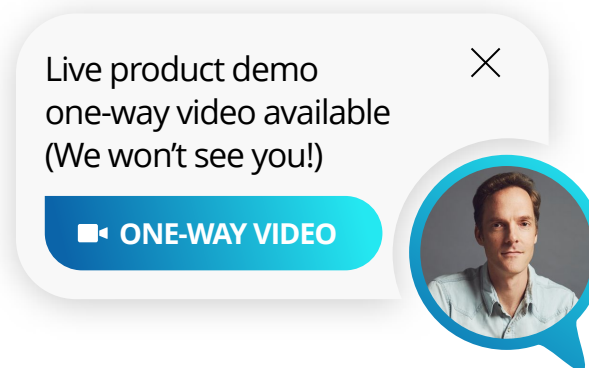 Live product demo
one-way video available
(We won't see you!)
ONE-WAY VIDEO